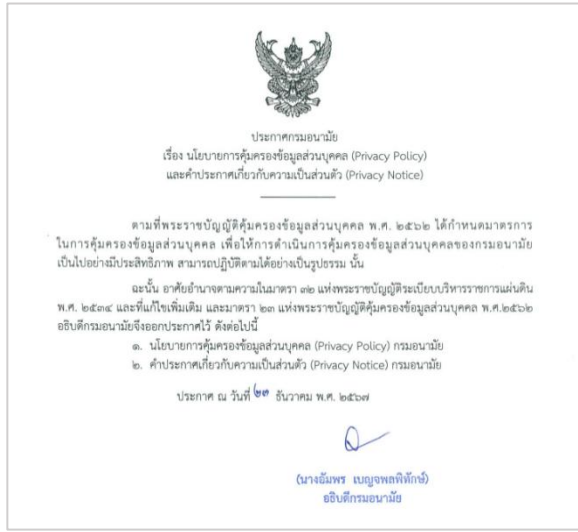 ประกาศกรมอนามัย
เรื่อง นโยบายการคุ้มครองข้อมูลส่วนบุคคล (Privacy Policy)
และคำประกาศเกี่ยวกับความเป็นส่วนตัว (Privacy Notice)
ตามที่พระราชบัญญัติคุ้มครองข้อมูลส่วนบุคคล พ.ศ. ๒๕๖๒ ได้กำหนดมาตรการ
ในการคุ้มครองข้อมูลส่วนบุคคล เพื่อให้การดำเนินการคุ้มครองข้อมูลส่วนบุคคลของกรมอนามัย
เป็นไปอย่างมีประสิทธิภาพ สามารถปฏิบัติตามได้อย่างเป็นรูปธรรม นั้น
ฉะนั้น อาศัยอำนาจตามความในมาตรา ๓๒ แห่งพระราชบัญญัติระเบียบบริหารราชการแผ่นดิน
พ.ศ. ๒๕๓๔ และที่แก้ไขเพิ่มเติม และมาตรา ๒๓ แห่งพระราชบัญญัติคุ้มครองข้อมูลส่วนบุคคล พ.ศ.๒๕๖๒
อธิบดีกรมอนามัยจึงออกประกาศไว้ ดังต่อไปนี้
๑. นโยบายการคุ้มครองข้อมูลส่วนบุคคล (Privacy Policy) กรมอนามัย
๒. คำประกาศเกี่ยวกับความเป็นส่วนตัว (Privacy Notice) กรมอนามัย
ประกาศ ณ วันที่ ๒๓ ธันวาคม พ.ศ. ๒๕๖๗
(นางอัมพร เบญจพลพิทักษ์)
อธิบดีกรมอนามัย